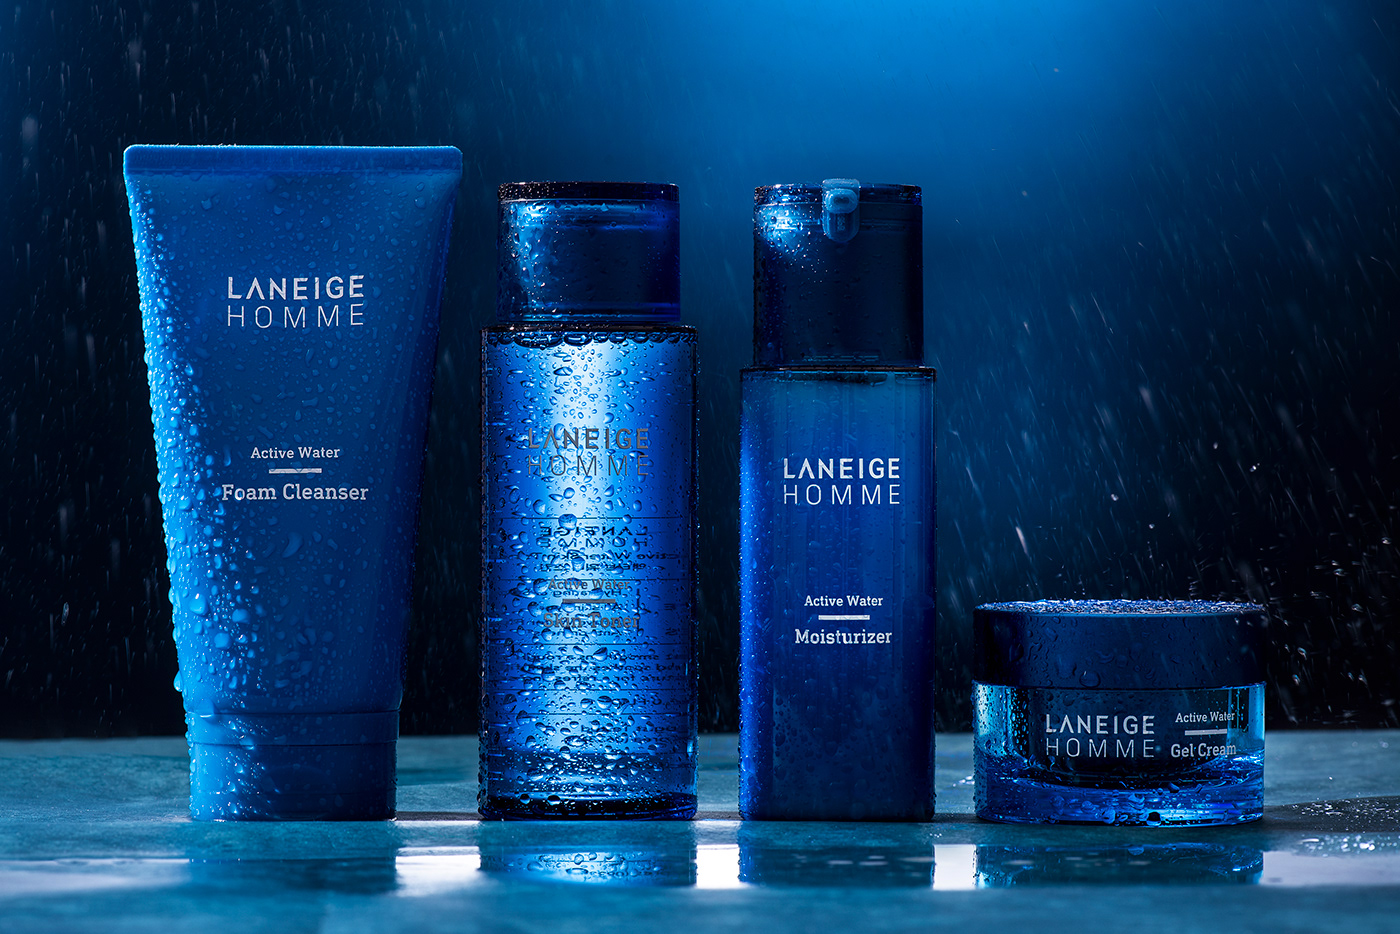 LANEIGE
HOMME
Active Water
Foam Cleanser
LANEIGE
HOMME
Active Water
Skin Toner
LANEIGE
HOMME
Active Water
Moisturizer
LANEIGE
HOMME
Active Water
Gel Cream